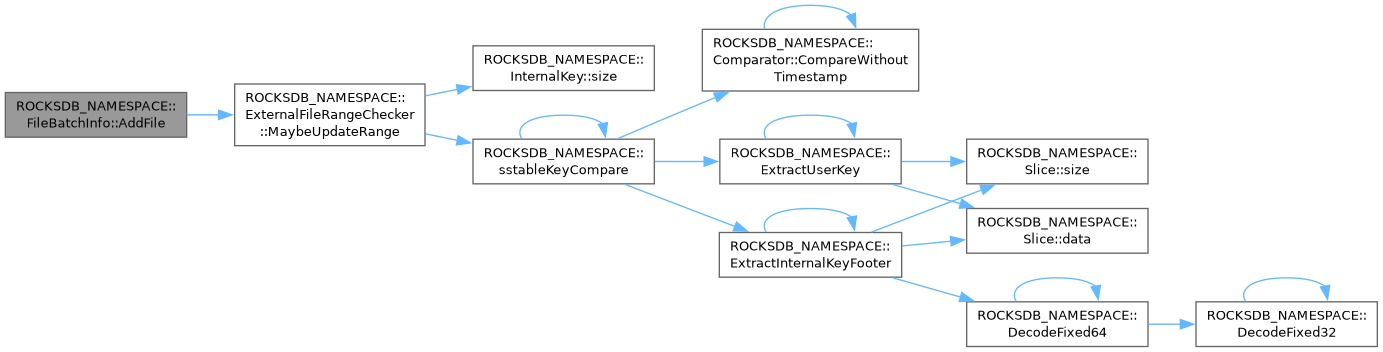 ROCKSDB_NAMESPACE::
FileBatchInfo::AddFile
ROCKSDB_NAMESPACE::
ExternalFileRangeChecker
::MaybeUpdateRange
ROCKSDB_NAMESPACE::
InternalKey::size
ROCKSDB_NAMESPACE::
sstableKeyCompare
ROCKSDB_NAMESPACE::
Comparator::CompareWithout
Timestamp
ROCKSDB_NAMESPACE::
ExtractUserKey
ROCKSDB_NAMESPACE::
ExtractInternalKeyFooter
ROCKSDB_NAMESPACE::
Slice::size
ROCKSDB_NAMESPACE::
Slice::data
ROCKSDB_NAMESPACE::
DecodeFixed64
ROCKSDB_NAMESPACE::
DecodeFixed32